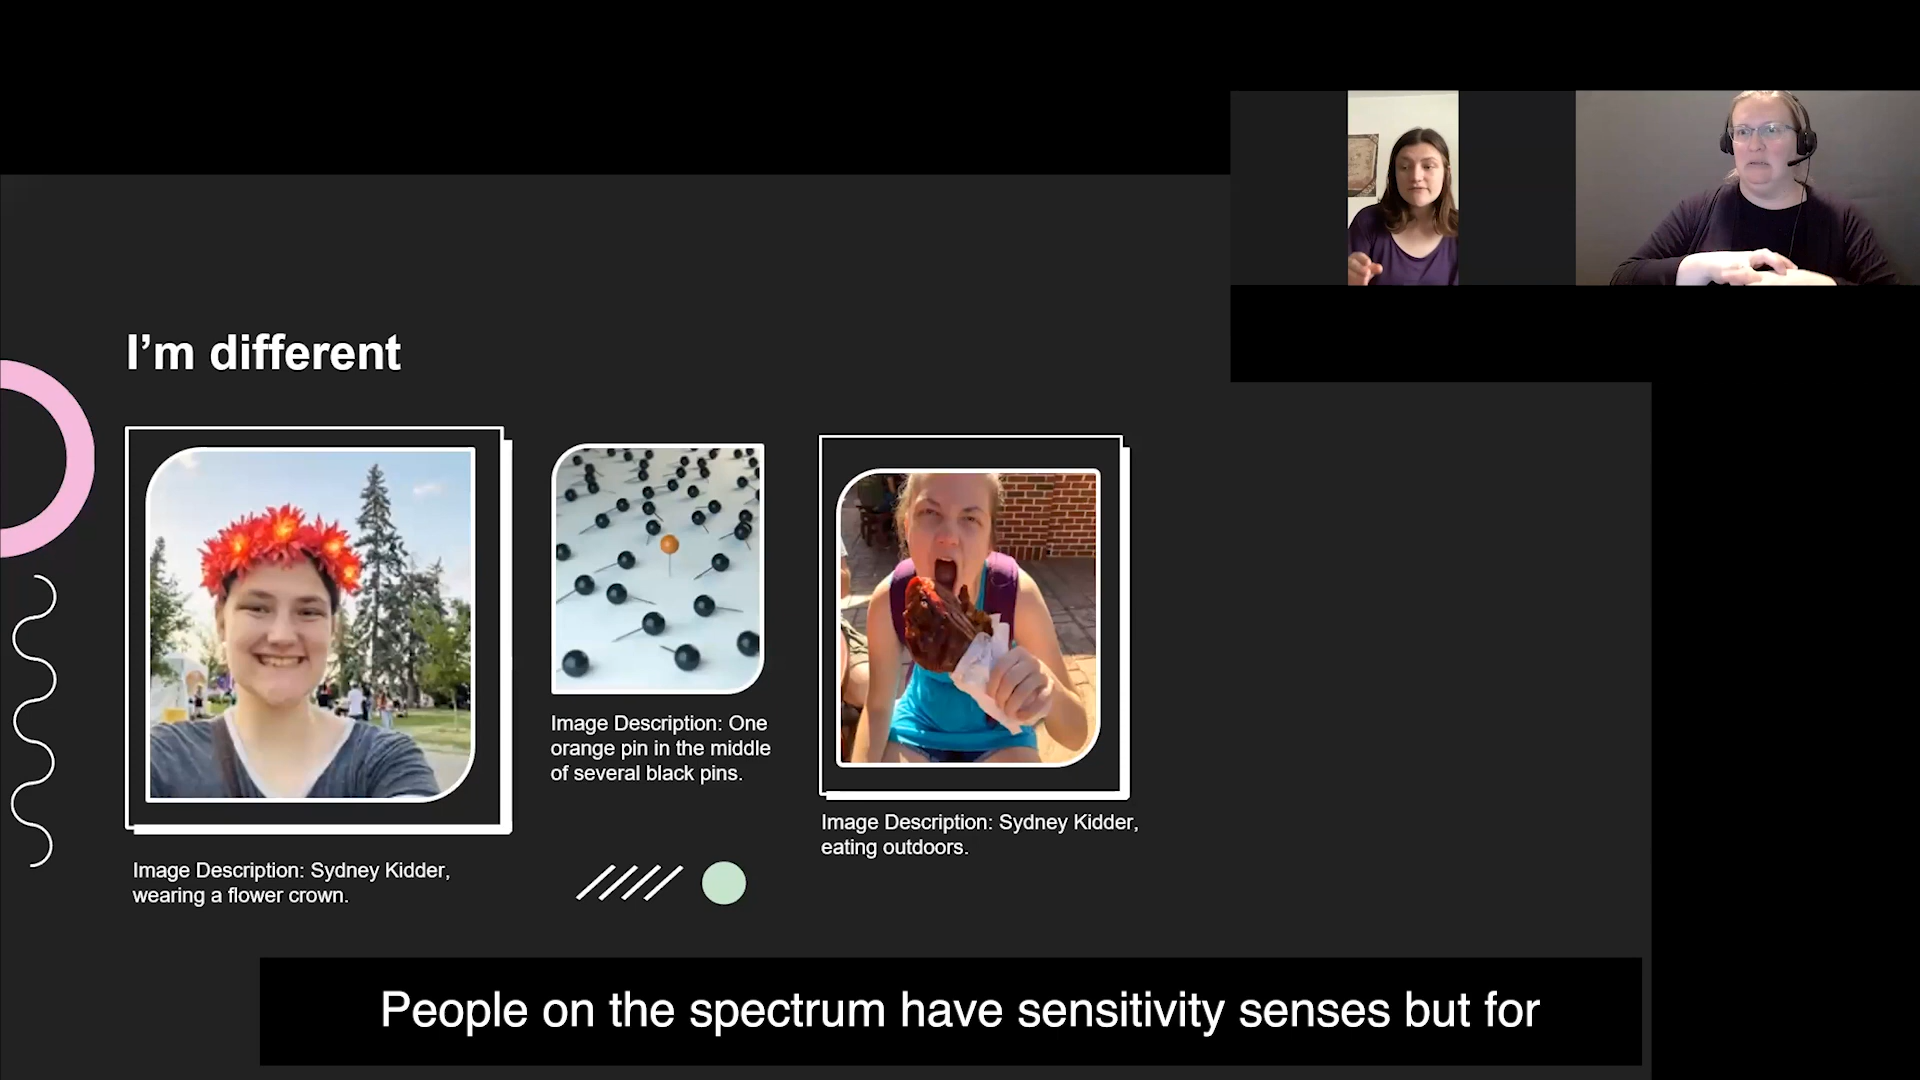 I'm different
Image Description: One
orange pin in the middle
of several black pins.
Image Description: Sydney Kidder,
eating outdoors.
Image Description: Sydney Kidder,
wearing a flower crown.
People on the spectrum have sensitivity senses but for